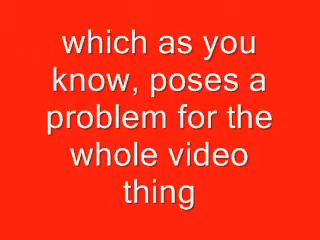 which as you
know, poses a
problem for the
whole video
thing